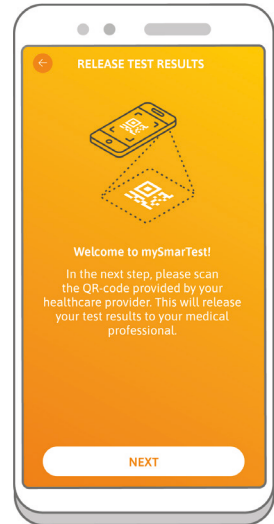 RELEASE TEST RESULTS
Welcome to mySmarTest!
In the next step, please scan
the QR-code provided by your
healthcare provider. This will release
your test results to your medical
professional.
NEXT